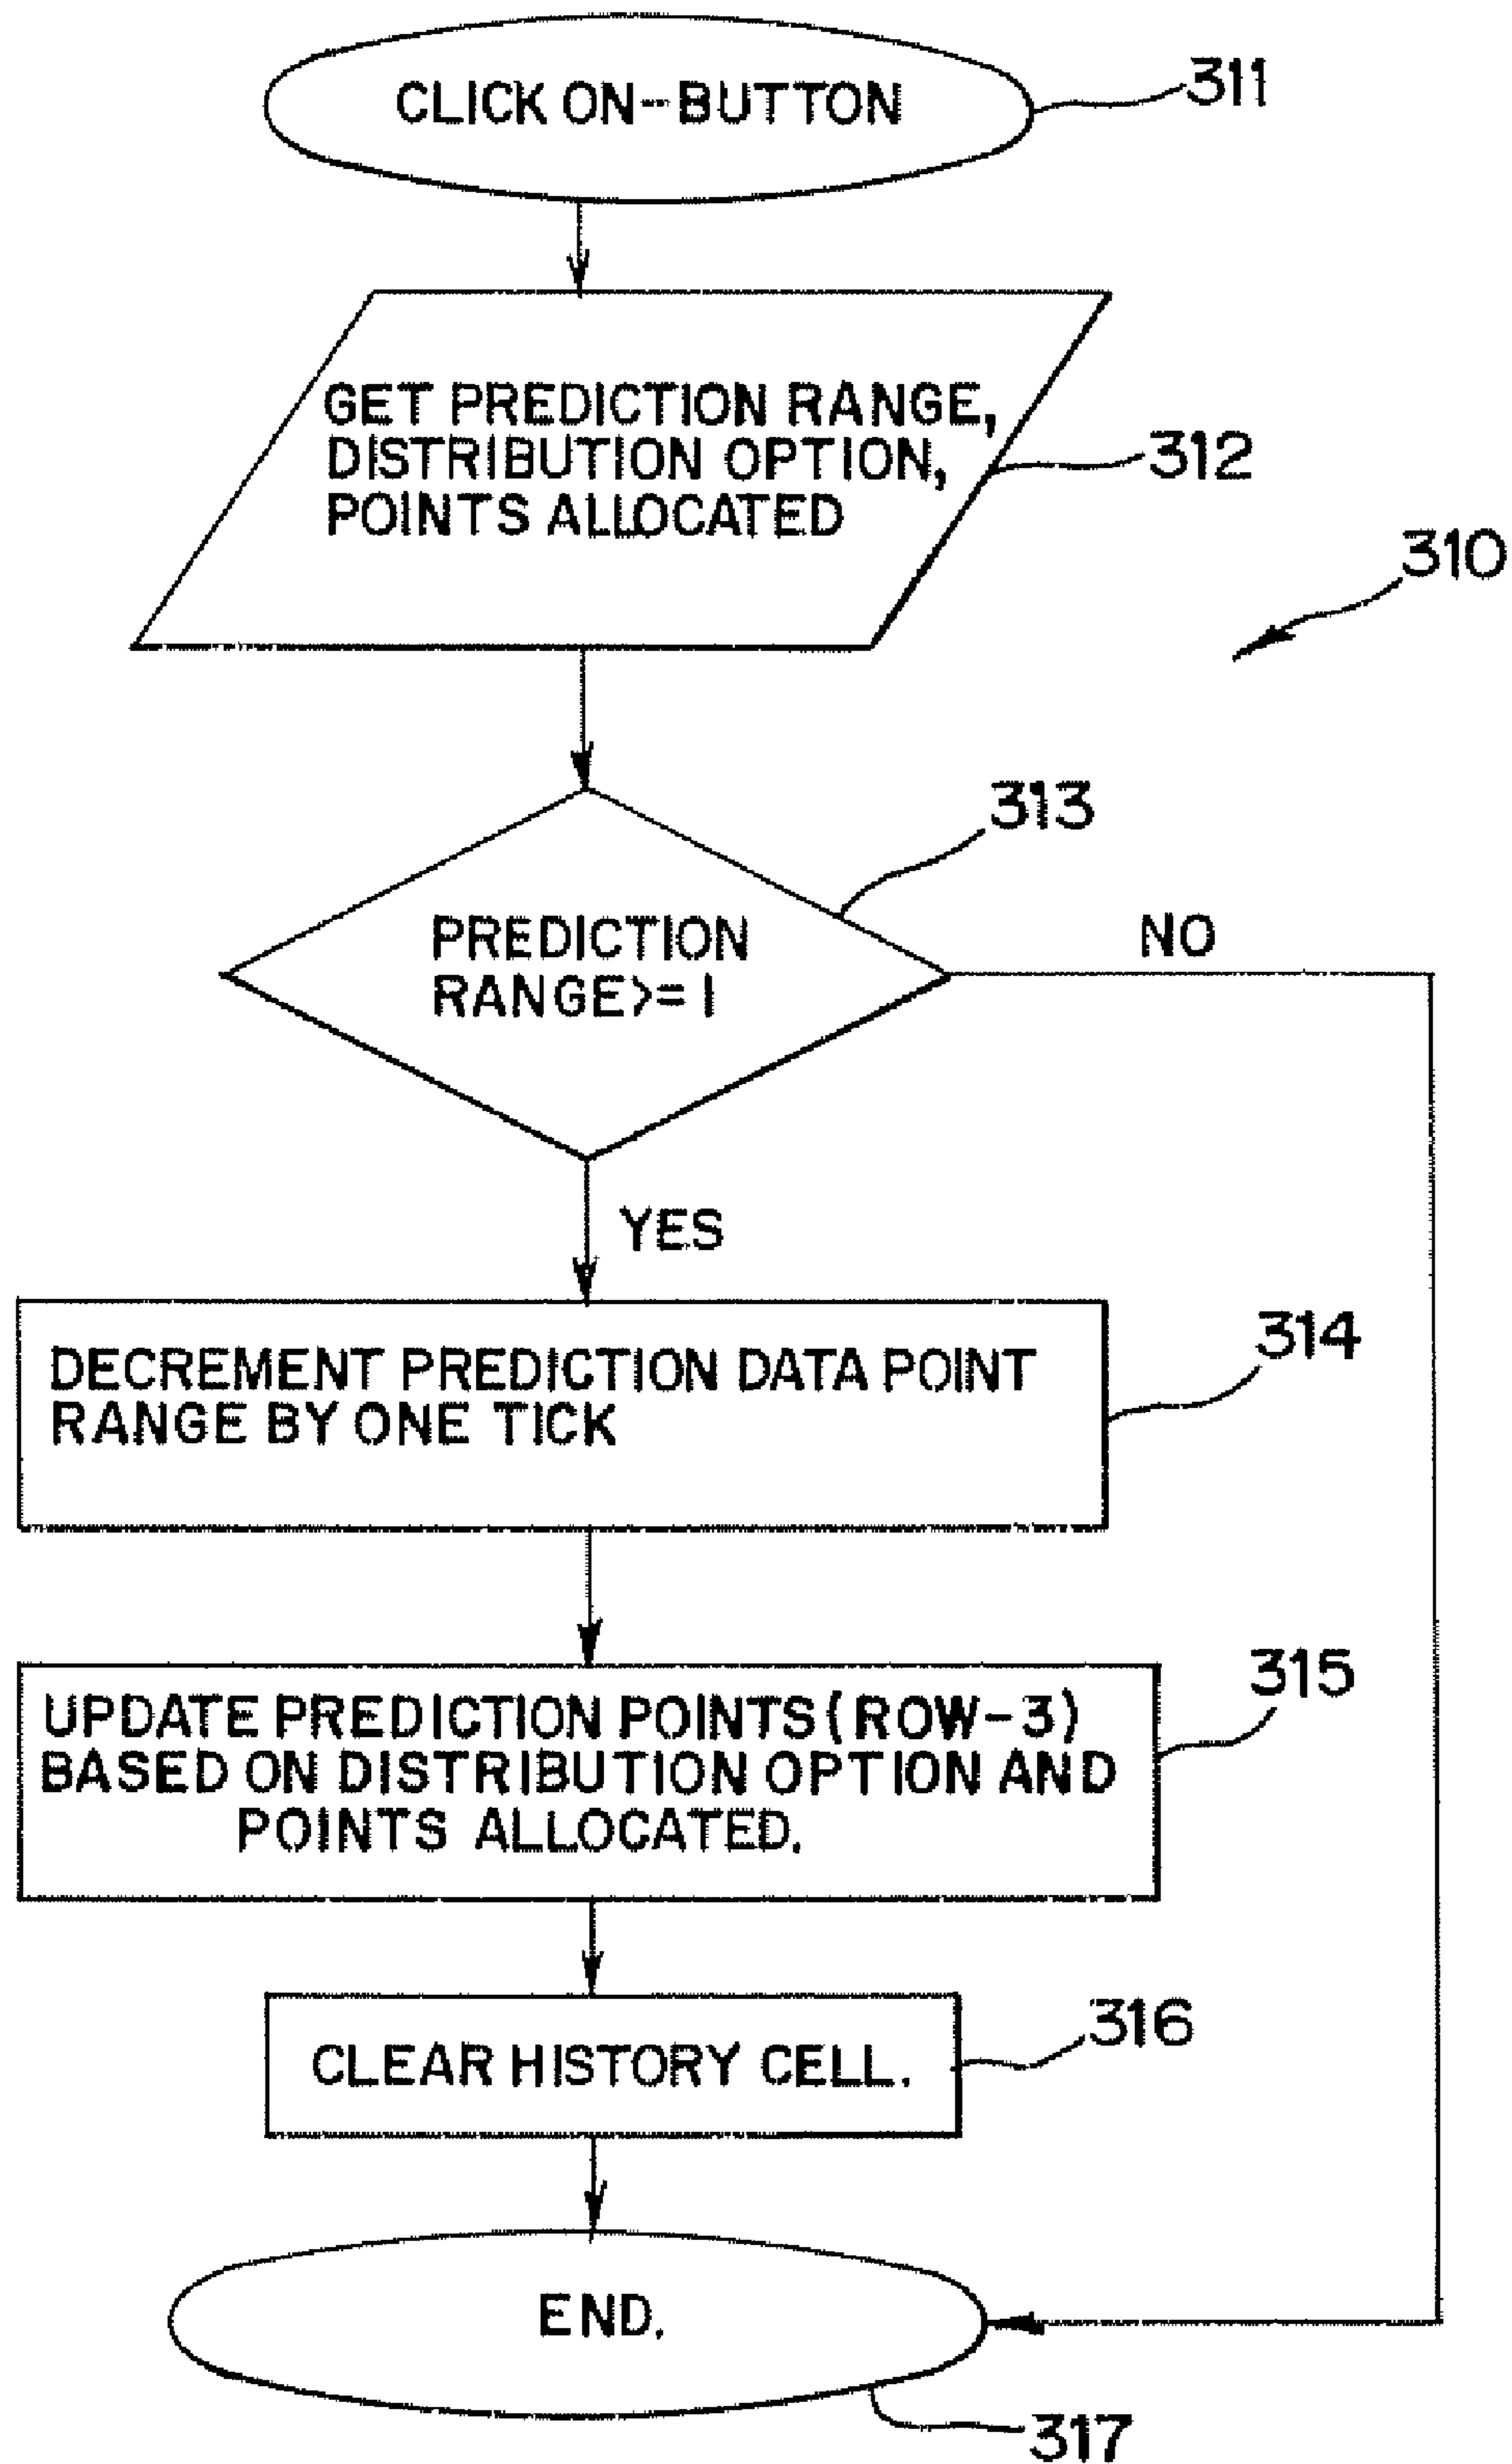 CLICK ON--BUTTON
311
GET PREDICTION RANGE,
DISTRIBUTION OPTION,
POINTS ALLOCATED
312
310
313
PREDICTION
RANGE>= 1
NO
YES
314
DECREMENT PREDICTION DATA POINT
RANGE BY ONE TICK
315
UPDATE PREDICTION POINTS (ROW-3)
BASED ON DISTRIBUTION OPTION AND
POINTS ALLOCATED.
316
CLEAR HISTORY CELL.
END.
317